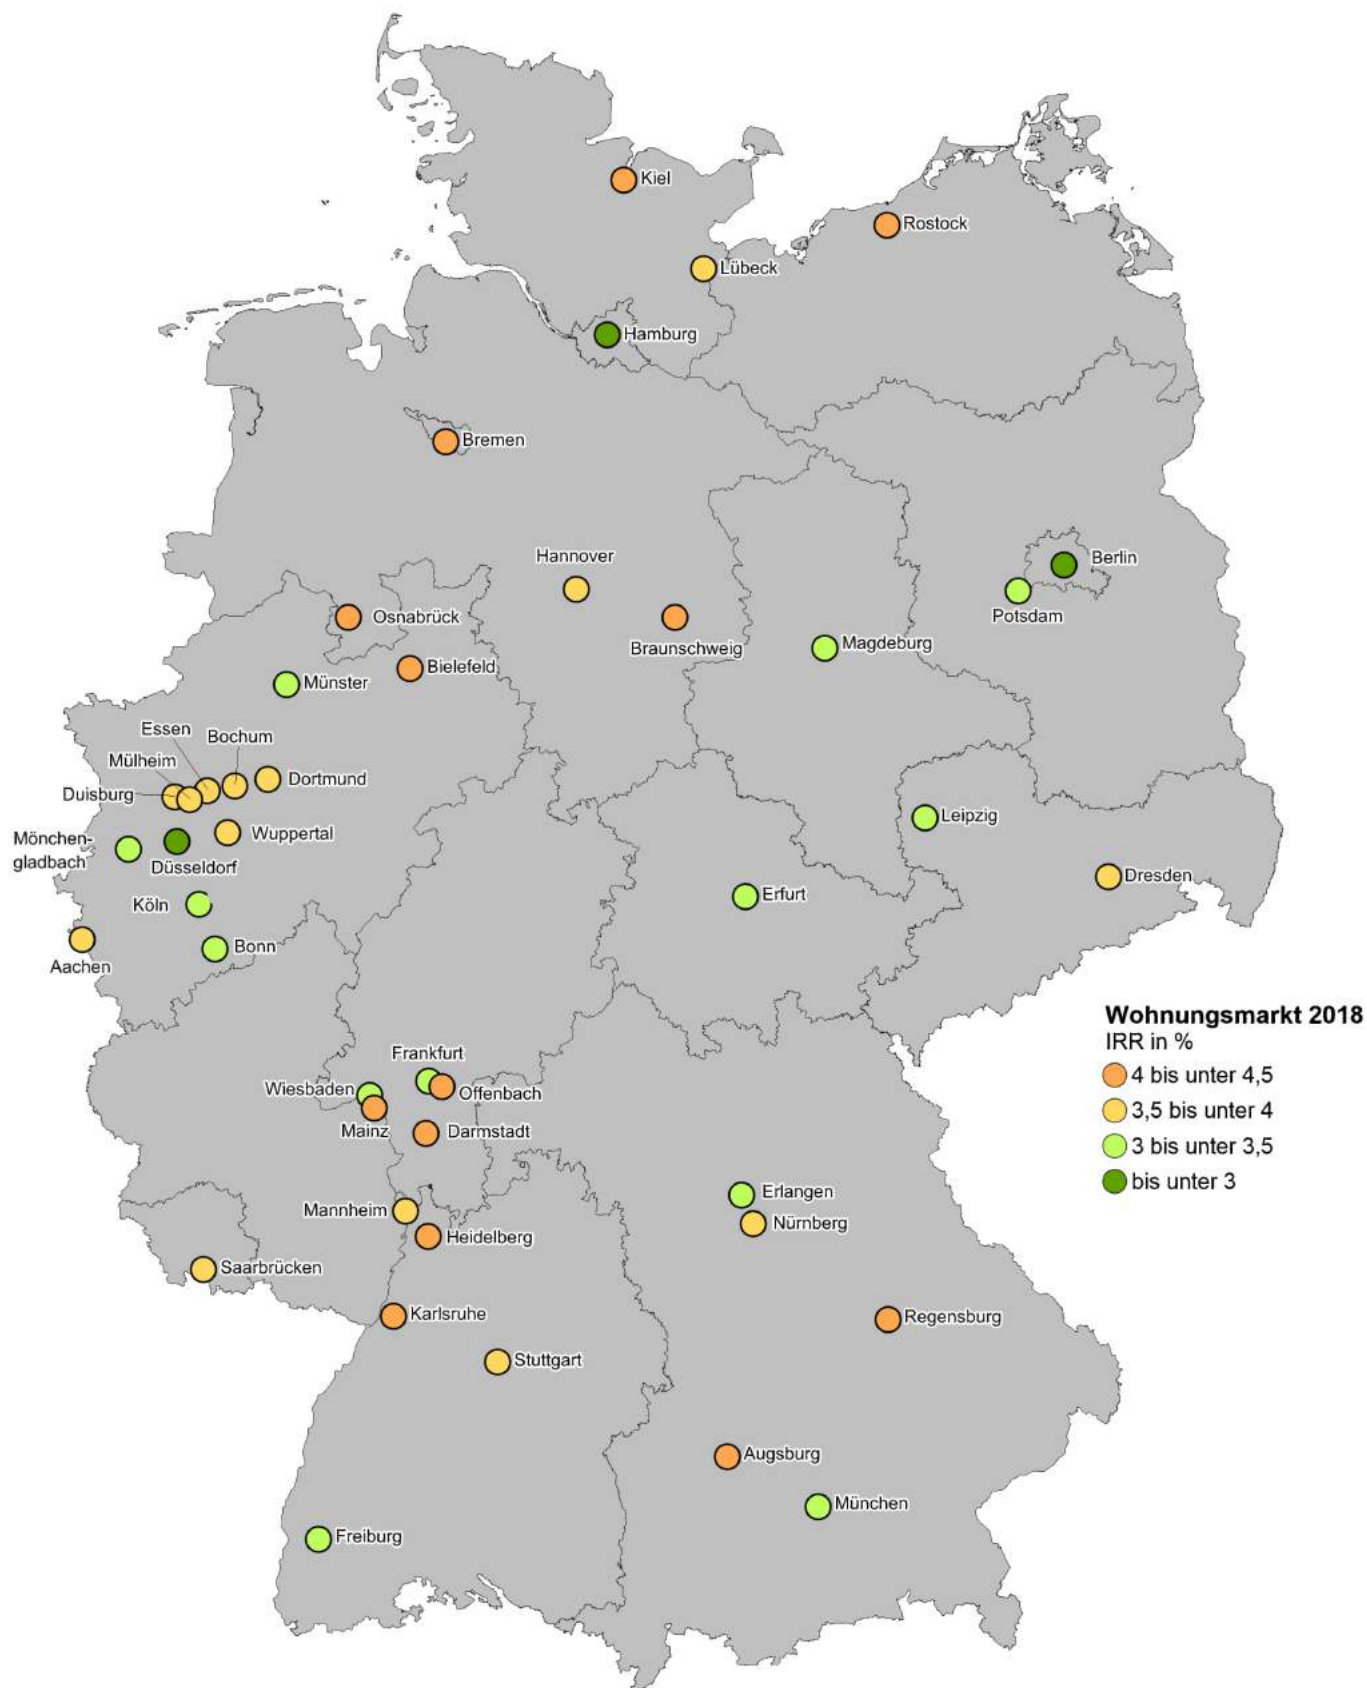 Kiel
Rostock
Lübeck
Hamburg
Bremen
Hannover
Berlin
Potsdam
Osnabrück
Braunschweig
Magdeburg
Bielefeld
Münster
Essen
Bochum
Mülheim
Dortmund
Duisburg
Wuppertal
Mönchen-
gladbach
Düsseldorf
Leipzig
Dresden
Erfurt
Köln
Bonn
Aachen
Wohnungsmarkt 2018
IRR in %
4 bis unter 4,5
3,5 bis unter 4
3 bis unter 3,5
bis unter 3
Frankfurt
Wiesbaden
Offenbach
Mainz
Darmstadt
Erlangen
Mannheim
Nürnberg
Heidelberg
Saarbrücken
Karlsruhe
Regensburg
Stuttgart
Augsburg
München
Freiburg